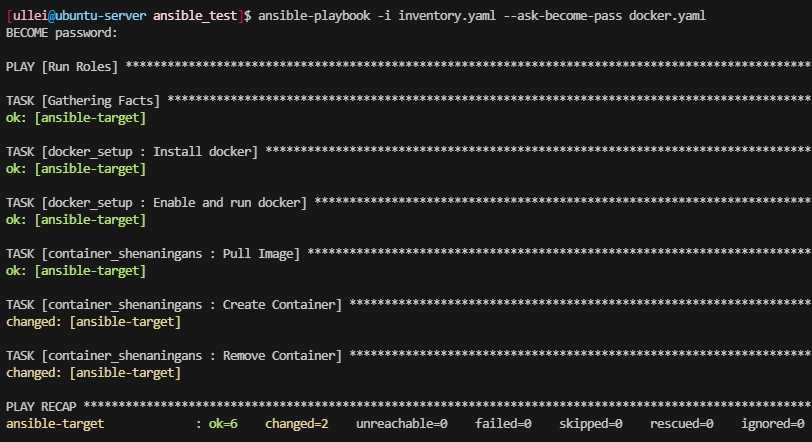 [ullei@ubuntu-server ansible_test]$ ansible-playbook -i inventory.yaml --ask-become-pass docker.yaml
BECOME password:
PLAY [Run Roles] **************************************************************************************************
TASK [Gathering Facts] ********************************************************************************************
ok: [ansible-target]
TASK [docker_setup : Install docker] ******************************************************************************
ok: [ansible-target]
TASK [docker_setup : Enable and run docker] ***********************************************************************
ok: [ansible-target]
TASK [container_shenaningans : Pull Image] ************************************************************************
ok: [ansible-target]
TASK [container_shenaningans : Create Container] ******************************************************************
changed: [ansible-target]
TASK [container_shenaningans : Remove Container] ******************************************************************
changed: [ansible-target]
PLAY RECAP ********************************************************************************************************
ansible-target             : ok=6    changed=2    unreachable=0    failed=0    skipped=0    rescued=0    ignored=0